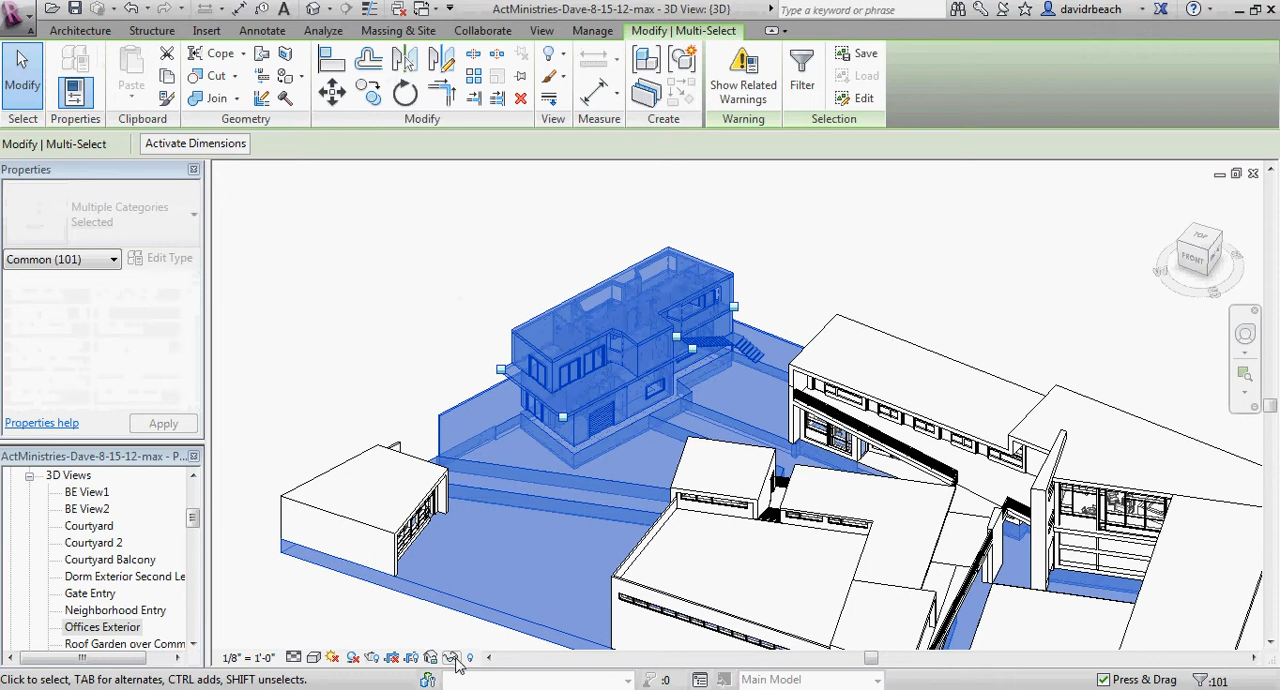 ActMinistries-Dave-8-15-12-max - 3D View: {3D}
Type a keyword or phrase
davidrbeach
Architecture
Structure
Insert
Annotate
Analyze
Massing & Site
Collaborate
View
Manage
Modify | Multi-Select
Modify
Paste
Cope
Cut
Join
Show Related
Warnings
Filter
Save
Load
Edit
Select
Properties
Clipboard
Geometry
Modify
View
Measure
Create
Warning
Selection
Modify | Multi-Select
Activate Dimensions
Properties
Multiple Categories
Selected
Common (101)
Edit Type
Properties help
Apply
ActMinistries-Dave-8-15-12-max - P...
3D Views
BE View1
BE View2
Courtyard
Courtyard 2
Courtyard Balcony
Dorm Exterior Second Le
Gate Entry
Neighborhood Entry
Offices Exterior
Roof Garden over Comm
TOP
FRONT
1/8" = 1'-0"
Click to select, TAB for alternates, CTRL adds, SHIFT unselects.
:0
Main Model
Press & Drag
:101